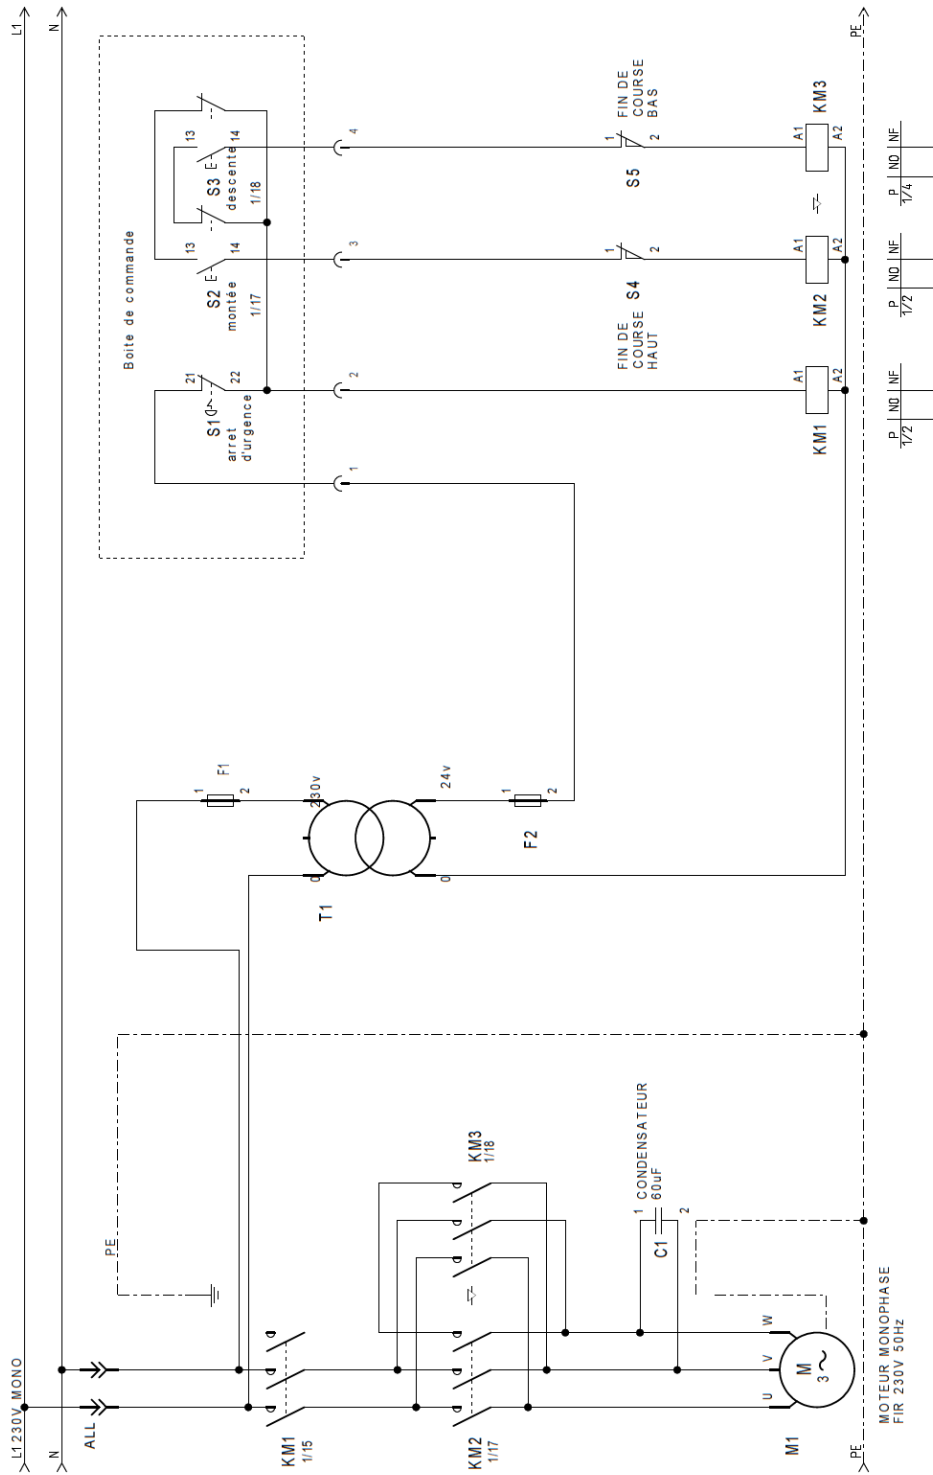 L1 230V MONO
L1
N
N
ALL
PE
KM1
1/15
KM2
1/17
KM3
1/18
1
CONDENSATEUR
60uF
C1
2
U
V
W
M
3~
M1
MOTEUR MONOPHASE
FIR 230V 50Hz
PE
PE
F1
1
2
230v
0
T1
24v
0
1
2
F2
Boite de commande
S1
21
22
arret
d'urgence
S2
13
14
montée
1/17
S3
13
14
descente
1/18
1
2
3
4
FIN DE
COURSE
HAUT
S4
1
2
FIN DE
COURSE
BAS
S5
1
2
KM1
A1
A2
KM2
A1
A2
KM3
A1
A2
P NO NF
1/2
P NO NF
1/2
P NO NF
1/4